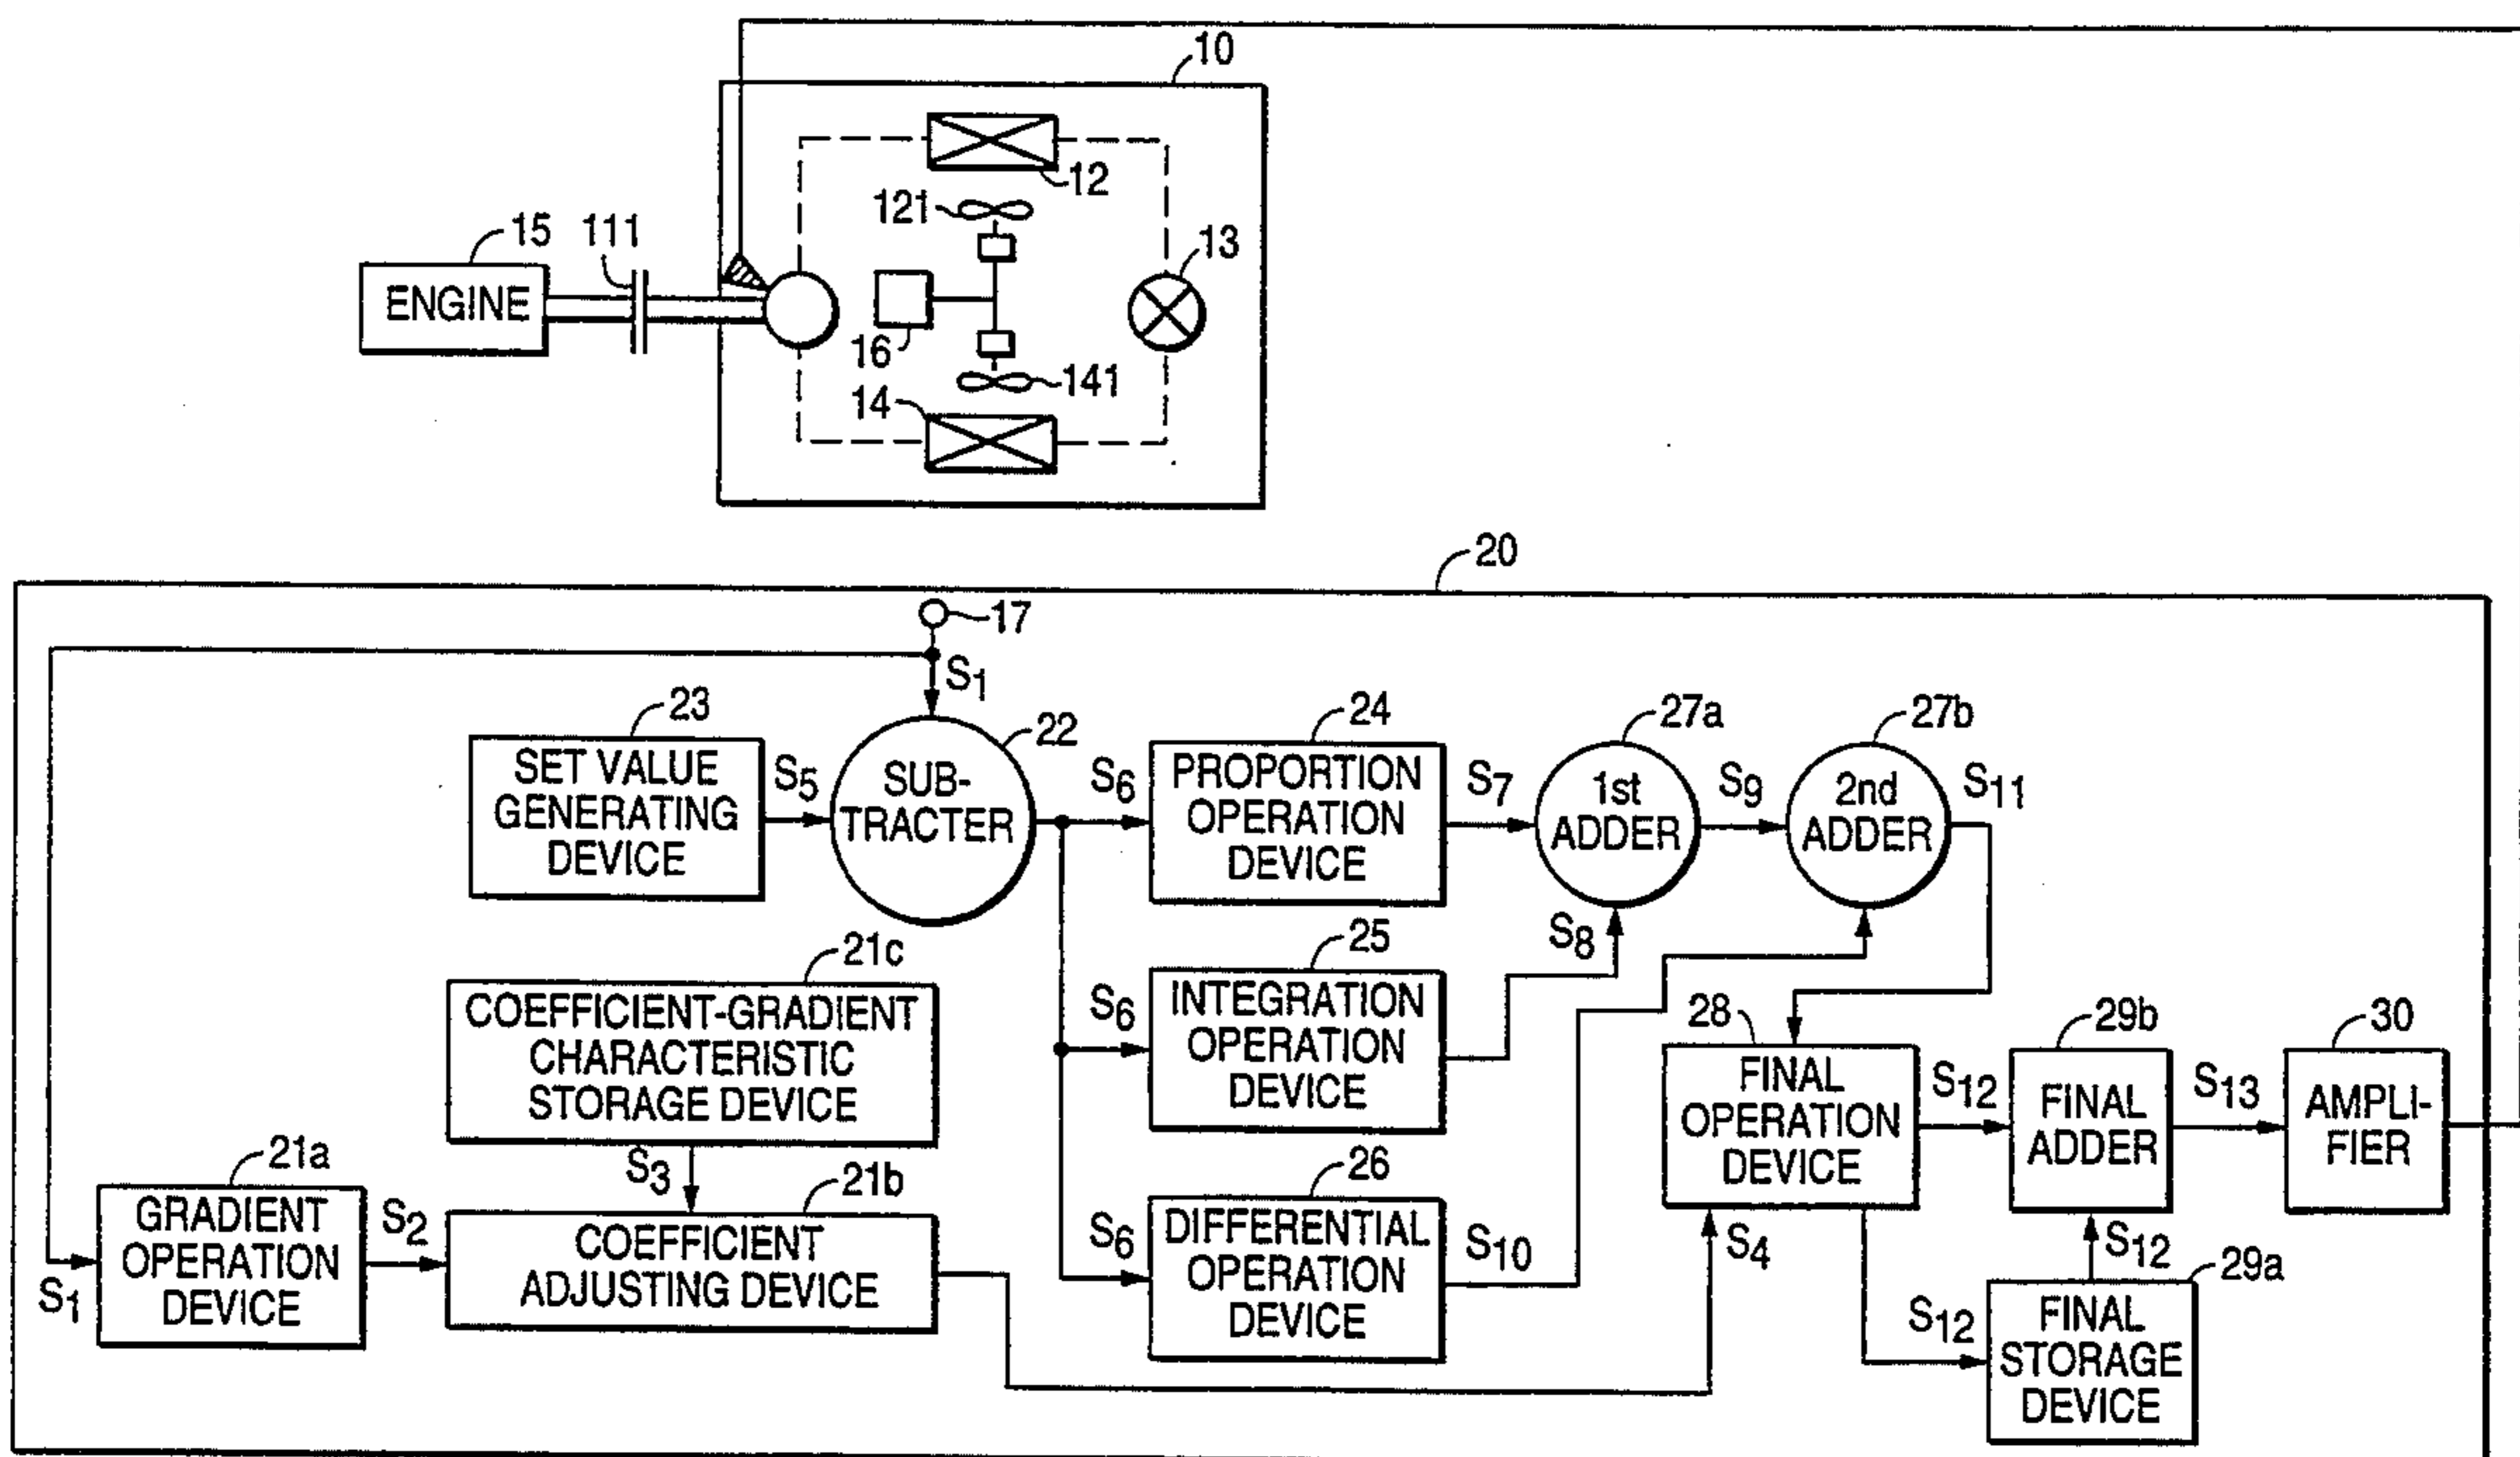 10
12
121
15
111
13
ENGINE
16
141
14
20
17
S1
23
22
24
27a
27b
SET VALUE
GENERATING
DEVICE
S5
SUB-
TRACTER
S6
PROPORTION
OPERATION
DEVICE
S7
1st
ADDER
S9
2nd
ADDER
S11
S8
21c
25
COEFFICIENT-GRADIENT
CHARACTERISTIC
STORAGE DEVICE
S6
INTEGRATION
OPERATION
DEVICE
28
29b
30
FINAL
OPERATION
DEVICE
S12
FINAL
ADDER
S13
AMPLI-
FIER
21a
S3
21b
26
GRADIENT
OPERATION
DEVICE
S1
S2
COEFFICIENT
ADJUSTING DEVICE
S6
DIFFERENTIAL
OPERATION
DEVICE
S10
S4
S12
29a
S12
FINAL
STORAGE
DEVICE